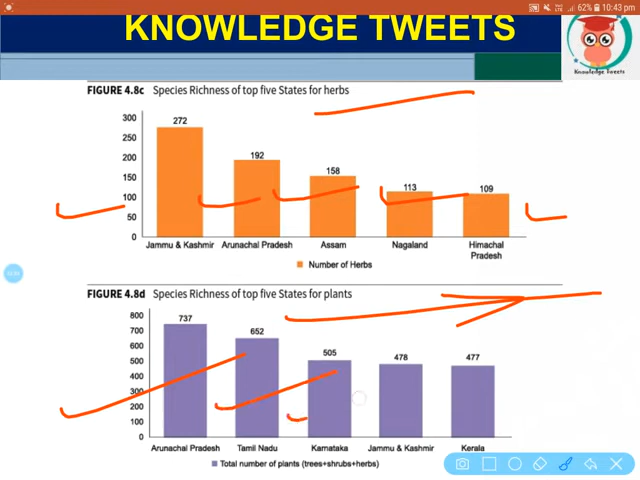 62% 10:43 pm
KNOWLEDGE TWEETS
Knowledge Tweets
FIGURE 4.8c Species Richness of top five States for herbs
300
250
200
150
100
50
0
272
192
158
113
109
Jammu & Kashmir
Arunachal Pradesh
Assam
Nagaland
Himachal
Pradesh
Number of Herbs
FIGURE 4.8d Species Richness of top five States for plants
800
700
600
500
400
300
200
100
0
737
652
505
478
477
Arunachal Pradesh
Tamil Nadu
Karnataka
Jammu & Kashmir
Kerala
Total number of plants (trees+shrubs+herbs)